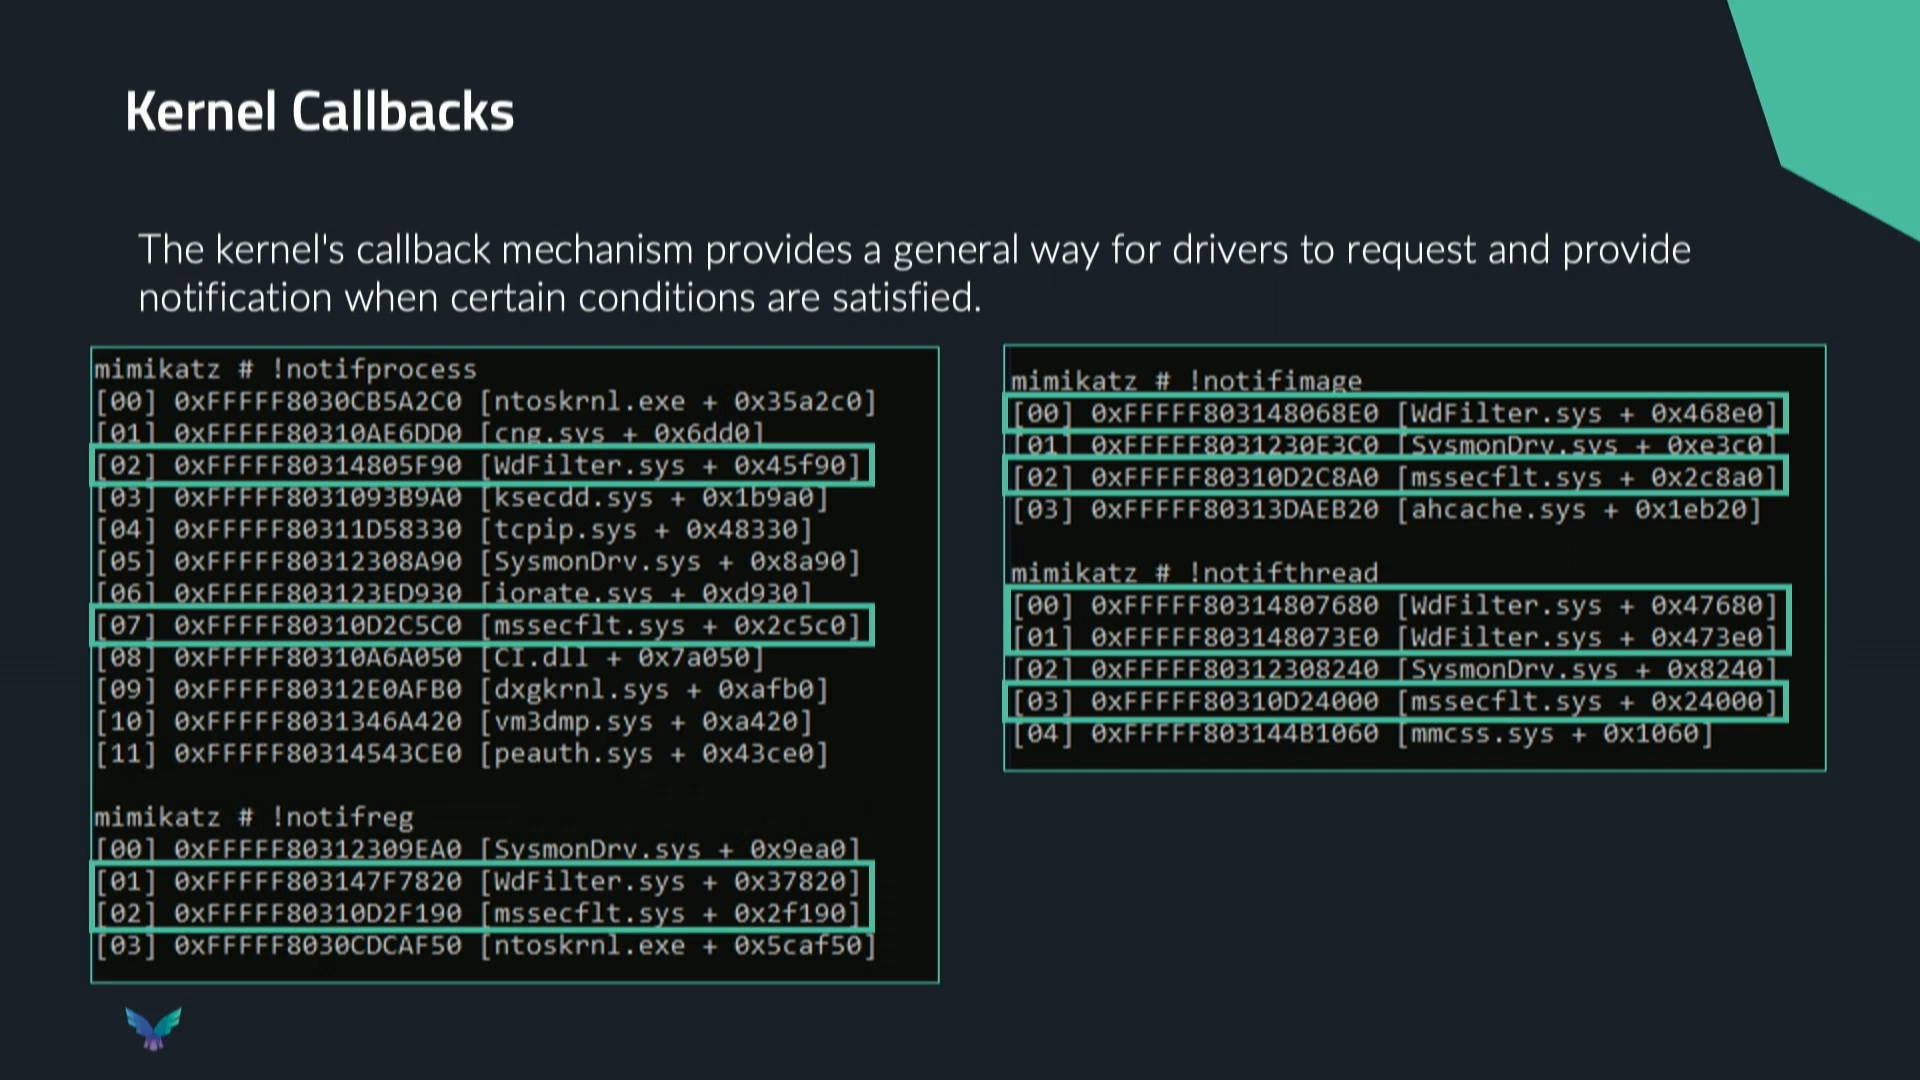 Kernel Callbacks
The kernel's callback mechanism provides a general way for drivers to request and provide
notification when certain conditions are satisfied.
mimikatz # !notifprocess
[00] 0xFFFFF8030CB5A2C0 [ntoskrnl.exe + 0x35a2c0]
[01] 0xFFFFF80310AE6DD0 [cng.sys + 0x6dd0]
[02] 0xFFFFF80314805F90 [WdFilter.sys + 0x45f90]
[03] 0xFFFFF8031093B9A0 [ksecdd.sys + 0x1b9a0]
[04] 0xFFFFF80311D58330 [tcpip.sys + 0x48330]
[05] 0xFFFFF80312308A90 [SysmonDrv.sys + 0x8a90]
[06] 0xFFFFF803123ED930 [iorate.sys + 0xd930]
[07] 0xFFFFF80310D2C5C0 [mssecflt.sys + 0x2c5c0]
[08] 0xFFFFF80310A6A050 [CI.dll + 0x7a050]
[09] 0xFFFFF80312E0AFB0 [dxgkrnl.sys + 0xafb0]
[10] 0xFFFFF8031346A420 [vm3dmp.sys + 0xa420]
[11] 0xFFFFF80314543CE0 [peauth.sys + 0x43ce0]
mimikatz # !notifreg
[00] 0xFFFFF80312309EA0 [SysmonDrv.sys + 0x9ea0]
[01] 0xFFFFF803147F7820 [WdFilter.sys + 0x37820]
[02] 0xFFFFF80310D2F190 [mssecflt.sys + 0x2f190]
[03] 0xFFFFF8030CDCAF50 [ntoskrnl.exe + 0x5caf50]
mimikatz # !notifimage
[00] 0xFFFFF803148068E0 [WdFilter.sys + 0x468e0]
[01] 0xFFFFF8031230E3C0 [SysmonDrv.sys + 0xe3c0]
[02] 0xFFFFF80310D2C8A0 [mssecflt.sys + 0x2c8a0]
[03] 0xFFFFF80313DAEB20 [ahcache.sys + 0x1eb20]
mimikatz # !notifthread
[00] 0xFFFFF80314807680 [WdFilter.sys + 0x47680]
[01] 0xFFFFF803148073E0 [WdFilter.sys + 0x473e0]
[02] 0xFFFFF80312308240 [SysmonDrv.sys + 0x8240]
[03] 0xFFFFF80310D24000 [mssecflt.sys + 0x24000]
[04] 0xFFFFF803144B1060 [mmcss.sys + 0x1060]